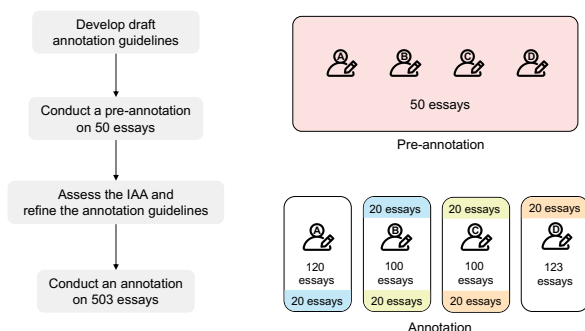 Develop draft
annotation guidelines
Conduct a pre-annotation
on 50 essays
Assess the IAA and
refine the annotation guidelines
Conduct an annotation
on 503 essays
A B C D
50 essays
Pre-annotation
20 essays 20 essays 20 essays
A B C D
120 100 100 123
essays essays essays essays
20 essays 20 essays 20 essays
Annotation